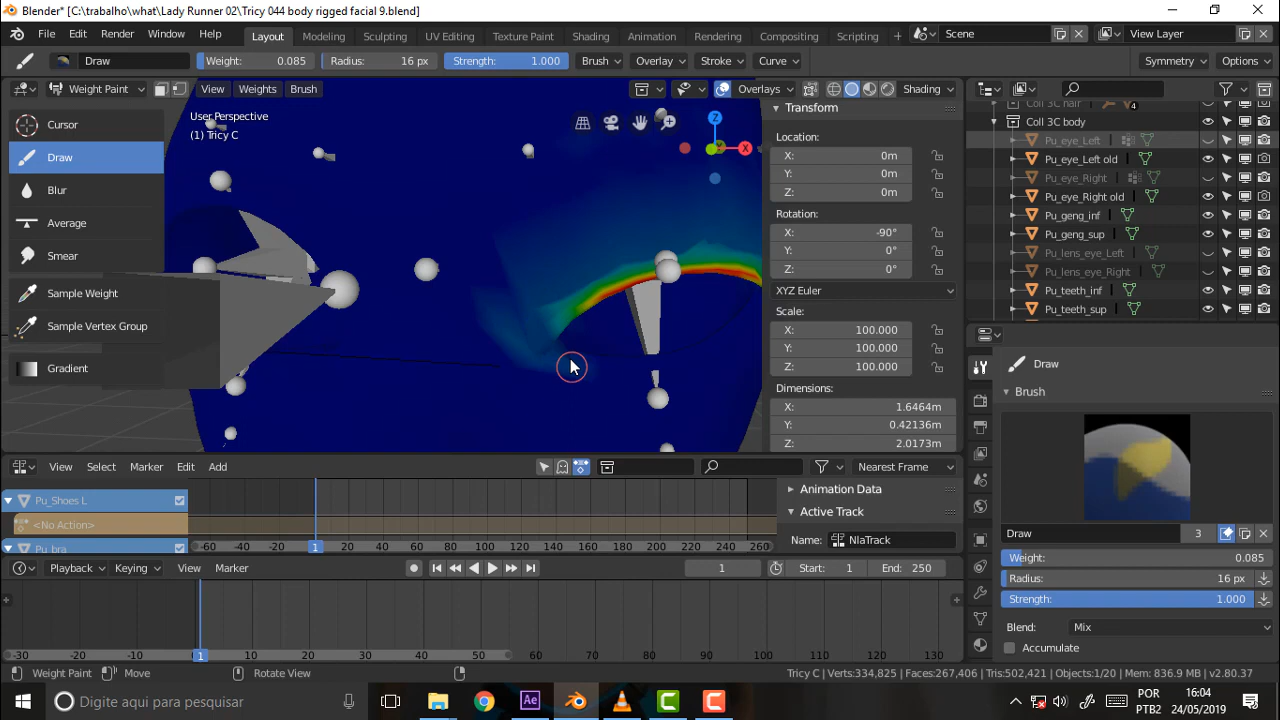 Blender* [C:\trabalho\what\Lady Runner 02\Tricy 044 body rigged facial 9.blend]
File Edit Render Window Help Layout Modeling Sculpting UV Editing Texture Paint Shading Animation Rendering Compositing Scripting + Scene View Layer
Draw Weight: 0.085 Radius: 16 px Strength: 1.000 Brush Overlay Stroke Curve Symmetry Options
Weight Paint View Weights Brush Overlays Shading
User Perspective
(1) Tricy C
Cursor
Draw
Blur
Average
Smear
Sample Weight
Sample Vertex Group
Gradient
X
Z
Transform
Location:
X: 0m
Y: 0m
Z: 0m
Rotation:
X: -90°
Y: 0°
Z: 0°
XYZ Euler
Scale:
X: 100.000
Y: 100.000
Z: 100.000
Dimensions:
X: 1.6464m
Y: 0.42136m
Z: 2.0173m
Coll 3C hair 4
Coll 3C body
Pu_eye_Left
Pu_eye_Left old
Pu_eye_Right
Pu_eye_Right old
Pu_geng_inf
Pu_geng_sup
Pu_lens_eye_Left
Pu_lens_eye_Right
Pu_teeth_inf
Pu_teeth_sup
Draw
Brush
Draw 3
Weight: 0.085
Radius: 16 px
Strength: 1.000
Blend: Mix
Accumulate
View Select Marker Edit Add Nearest Frame
Pu_Shoes L
<No Action>
Pu_bra
-60 -40 -20 1 20 40 60 80 100 120 140 160 180 200 220 240 260
Animation Data
Active Track
Name: NlaTrack
Playback Keying View Marker 1 Start: 1 End: 250
-30 -20 -10 1 10 20 30 40 50 60 70 80 90 100 110 120 130
Weight Paint Move Rotate View Tricy C | Verts:334,825 | Faces:267,406 | Tris:502,421 | Objects:1/20 | Mem: 836.9 MB | v2.80.37
Digite aqui para pesquisar Ae POR 16:04
PTB2 24/05/2019